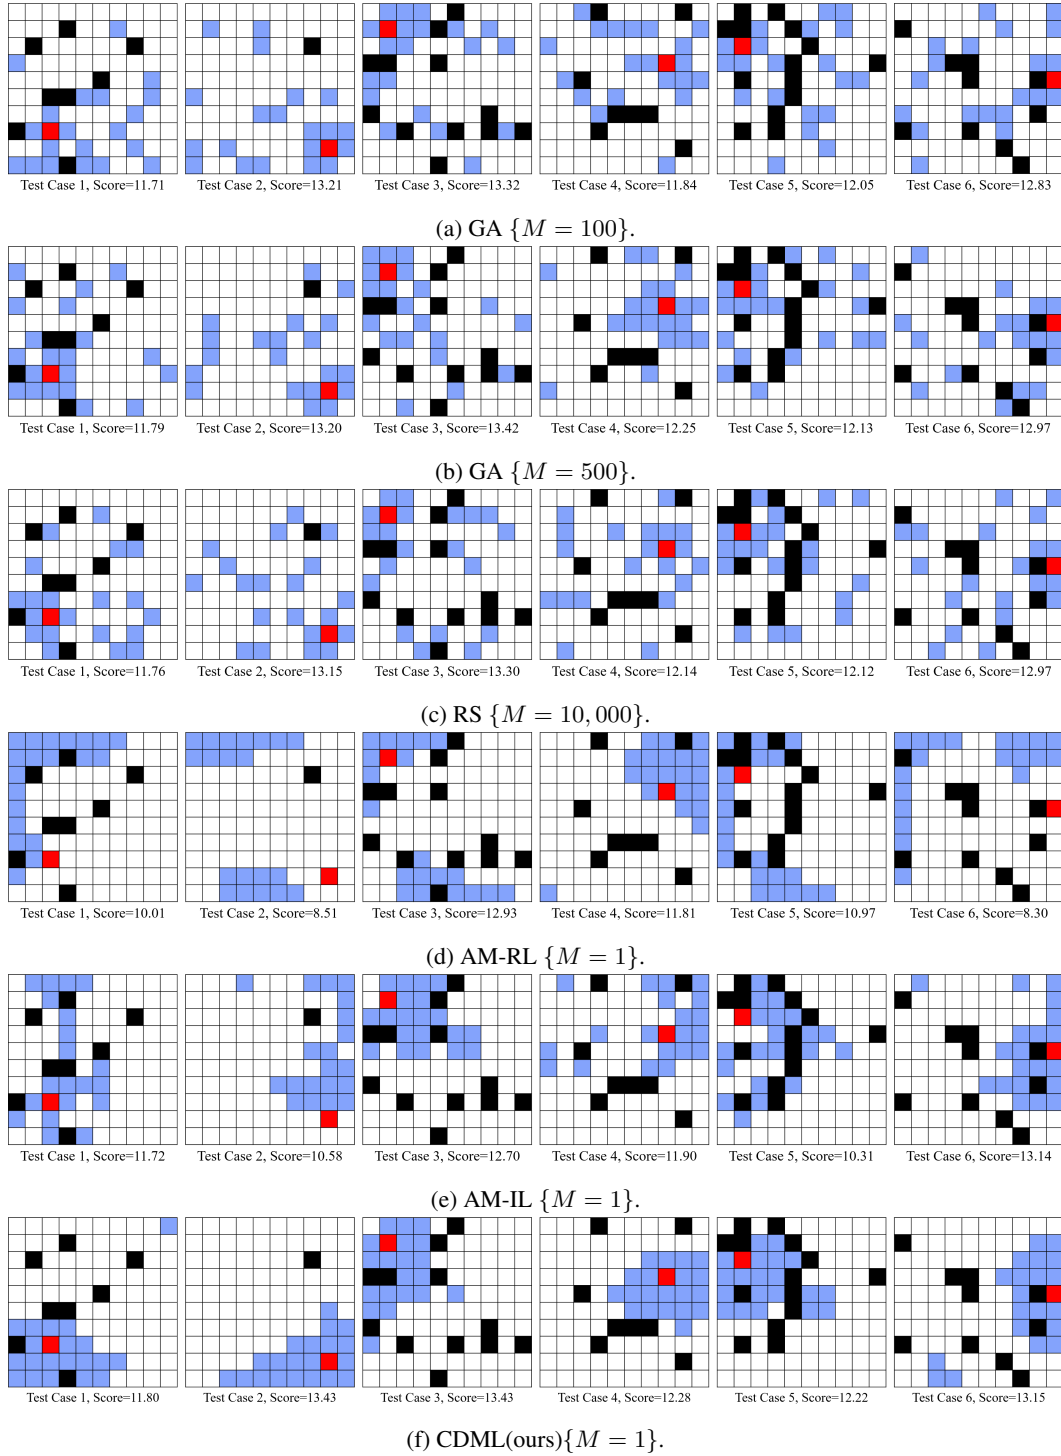 Test Case 1, Score=11.71 Test Case 2, Score=13.21 Test Case 3, Score=13.32 Test Case 4, Score=11.84 Test Case 5, Score=12.05 Test Case 6, Score=12.83
(a) GA {M = 100}.
Test Case 1, Score=11.79 Test Case 2, Score=13.20 Test Case 3, Score=13.42 Test Case 4, Score=12.25 Test Case 5, Score=12.13 Test Case 6, Score=12.97
(b) GA {M = 500}.
Test Case 1, Score=11.76 Test Case 2, Score=13.15 Test Case 3, Score=13.30 Test Case 4, Score=12.14 Test Case 5, Score=12.12 Test Case 6, Score=12.97
(c) RS {M = 10,000}.
Test Case 1, Score=10.01 Test Case 2, Score=8.51 Test Case 3, Score=12.93 Test Case 4, Score=11.81 Test Case 5, Score=10.97 Test Case 6, Score=8.30
(d) AM-RL {M = 1}.
Test Case 1, Score=11.72 Test Case 2, Score=10.58 Test Case 3, Score=12.70 Test Case 4, Score=11.90 Test Case 5, Score=10.31 Test Case 6, Score=13.14
(e) AM-IL {M = 1}.
Test Case 1, Score=11.80 Test Case 2, Score=13.43 Test Case 3, Score=13.43 Test Case 4, Score=12.28 Test Case 5, Score=12.22 Test Case 6, Score=13.15
(f) CDML(ours){M = 1}.